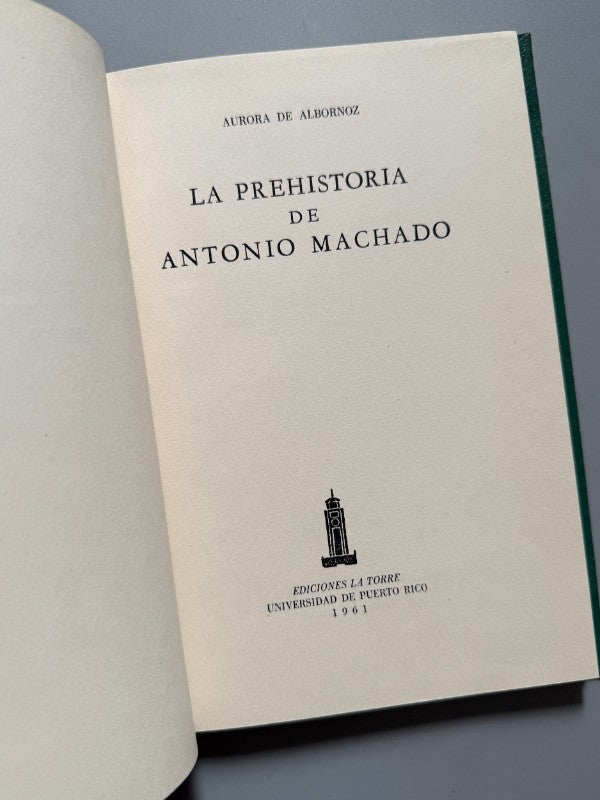 AURORA DE ALBORNOZ
LA PREHISTORIA
DE
ANTONIO MACHADO
EDICIONES LA TORRE
UNIVERSIDAD DE PUERTO RICO
1961